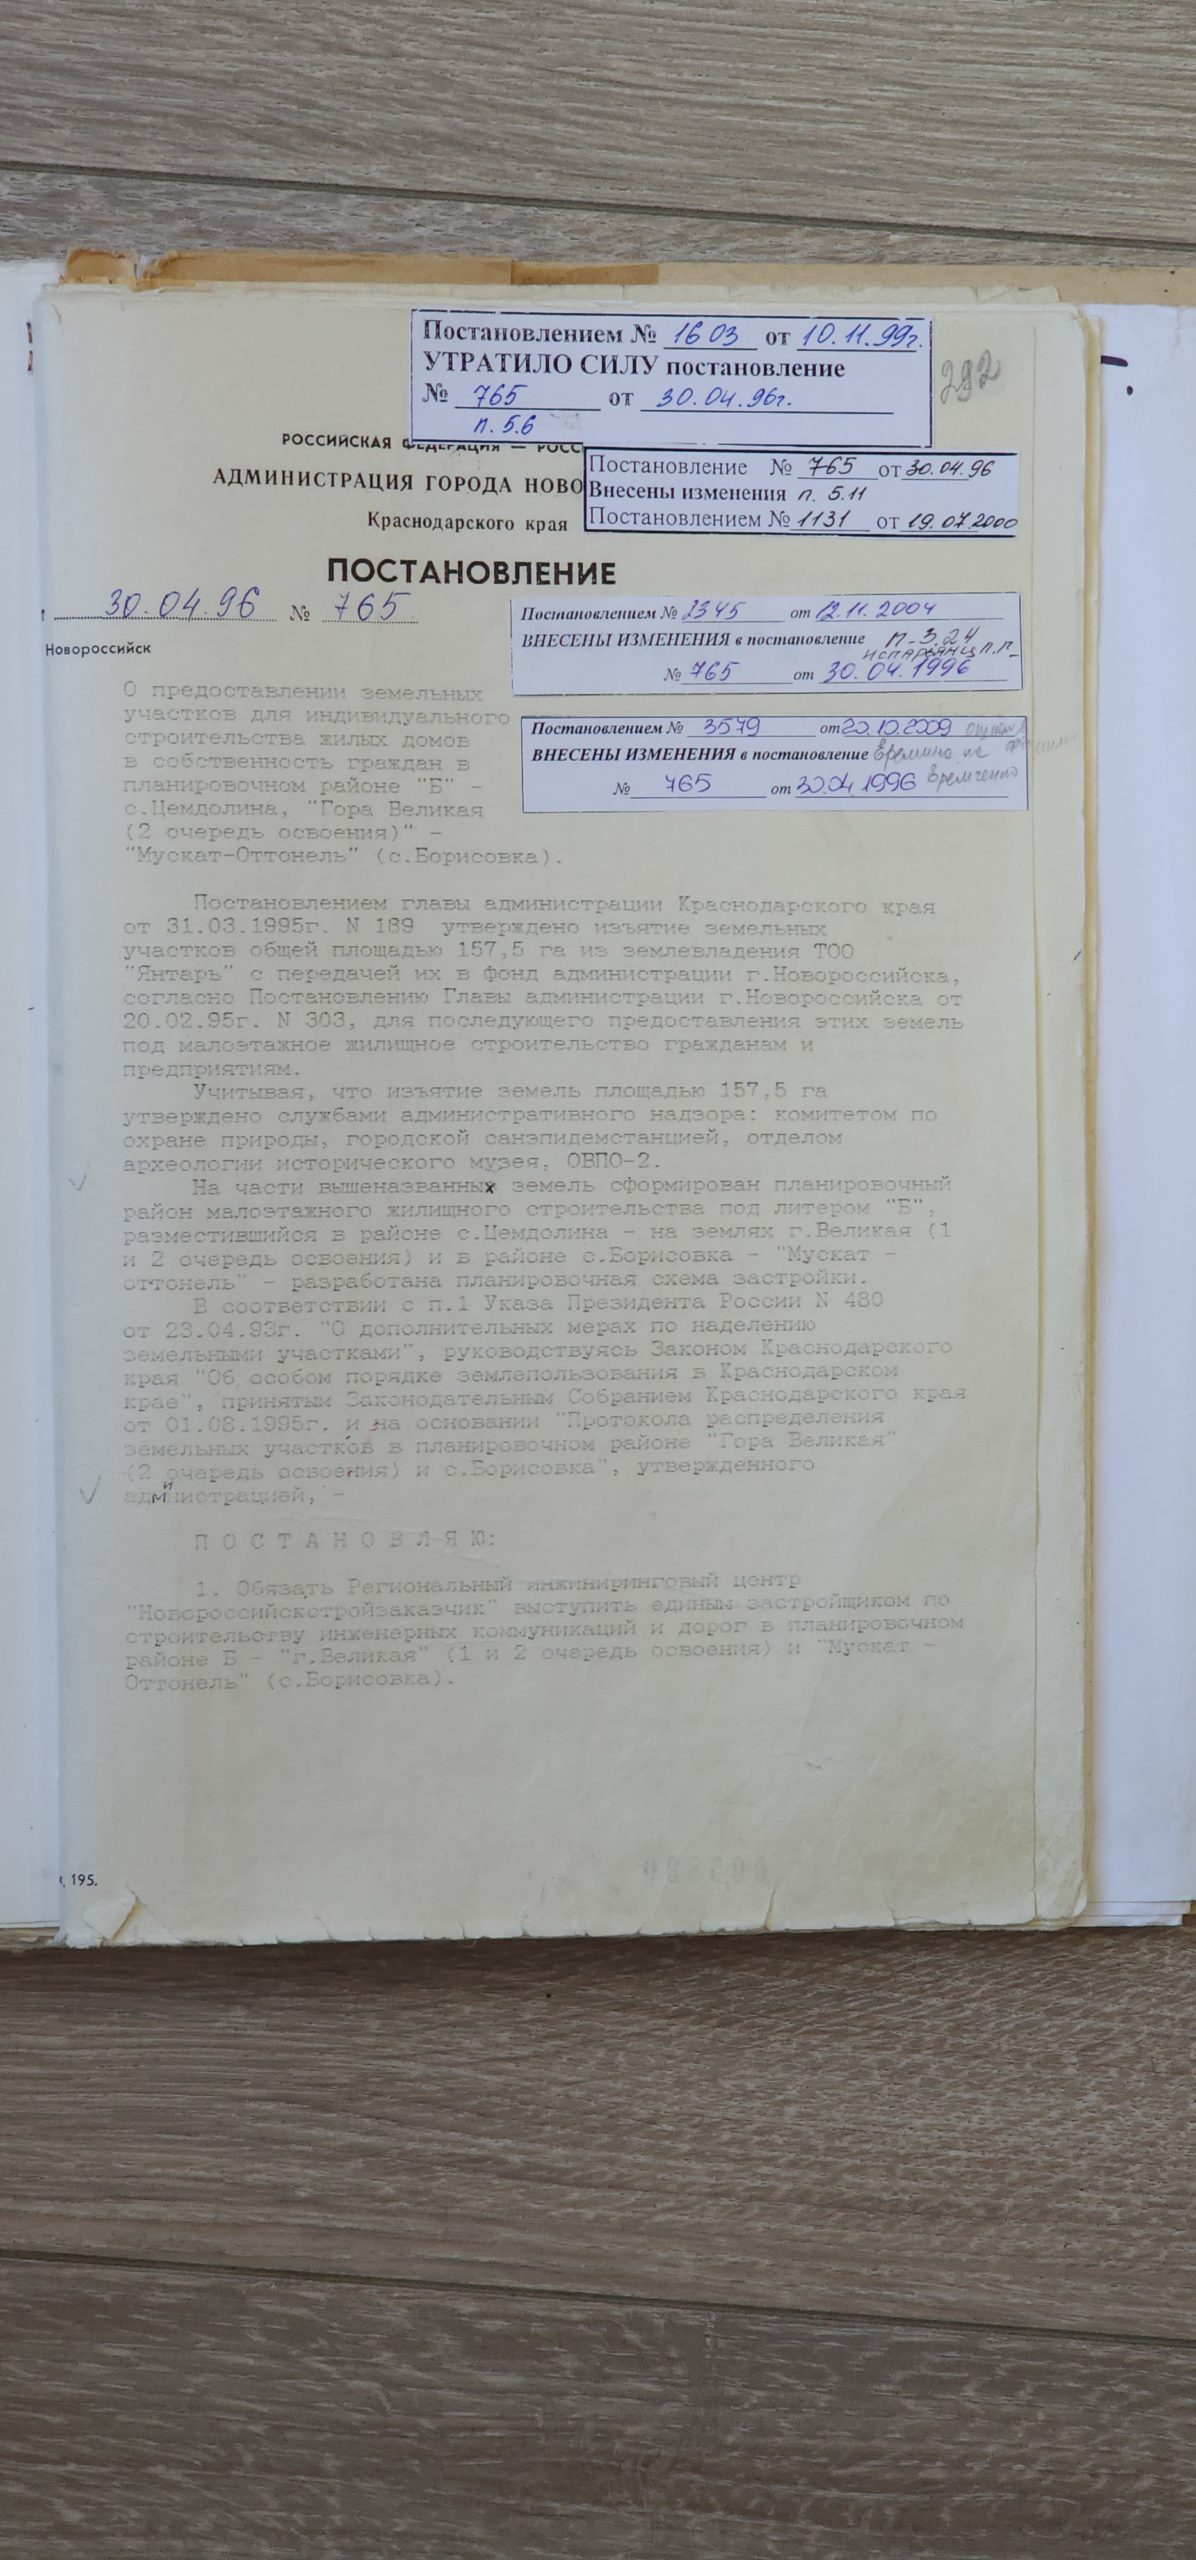 Постановлением № 1603 от 10.11.99г.
УТРАТИЛО СИЛУ постановление
№ 765 от 30.04.96г.
п. 5.6
292
РОССИЙСКАЯ ФЕДЕРАЦИЯ — РОСС
АДМИНИСТРАЦИЯ ГОРОДА НОВО
Краснодарского края
Постановление № 765 от 30.04.96
Внесены изменения п. 5.11
Постановлением № 1131 от 19.07.2000
ПОСТАНОВЛЕНИЕ
30.04.96 № 765
Новороссийск
Постановлением № 2345 от 12.11.2004
ВНЕСЕНЫ ИЗМЕНЕНИЯ в постановление п-3.24
№ 765 от 30.04.1996
Постановлением № 3579 от 20.10.2009
ВНЕСЕНЫ ИЗМЕНЕНИЯ в постановление Еремина на
№ 765 от 30.04.1996 Еремченко
О предоставлении земельных
участков для индивидуального
строительства жилых домов
в собственность граждан в
планировочном районе "Б" -
с.Цемдолина, "Гора Великая
(2 очередь освоения)" -
"Мускат-Оттонель" (с.Борисовка).
Постановлением главы администрации Краснодарского края
от 31.03.1995г. N 189 утверждено изъятие земельных
участков общей площадью 157,5 га из землевладения ТОО
"Янтарь" с передачей их в фонд администрации г.Новороссийска,
согласно Постановлению Главы администрации г.Новороссийска от
20.02.95г. N 303, для последующего предоставления этих земель
под малоэтажное жилищное строительство гражданам и
предприятиям.
Учитывая, что изъятие земель площадью 157,5 га
утверждено службами административного надзора: комитетом по
охране природы, городской санэпидемстанцией, отделом
археологии исторического музея, ОВПО-2.
На части вышеназванных земель сформирован планировочный
район малоэтажного жилищного строительства под литером "Б",
разместившийся в районе с.Цемдолина - на землях г.Великая (1
и 2 очередь освоения) и в районе с.Борисовка - "Мускат -
оттонель" - разработана планировочная схема застройки.
В соответствии с п.1 Указа Президента России N 480
от 23.04.93г. "О дополнительных мерах по наделению
земельными участками", руководствуясь Законом Краснодарского
края "Об особом порядке землепользования в Краснодарском
крае", принятым Законодательным Собранием Краснодарского края
от 01.08.1995г. и на основании "Протокола распределения
земельных участков в планировочном районе "Гора Великая"
(2 очередь освоения) и с.Борисовка", утвержденного
администрацией, -
П О С Т А Н О В Л Я Ю:
1. Обязать Региональный инжиниринговый центр
"Новороссийскстройзаказчик" выступить единым застройщиком по
строительству инженерных коммуникаций и дорог в планировочном
районе Б - "г.Великая" (1 и 2 очередь освоения) и "Мускат -
Оттонель" (с.Борисовка).
195.